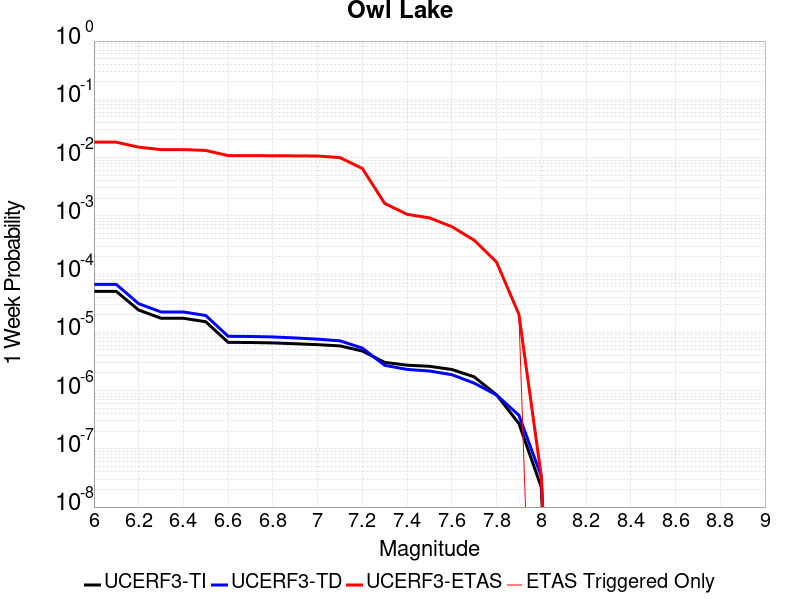 Owl Lake
10^0
10^-1
10^-2
10^-3
10^-4
10^-5
10^-6
10^-7
10^-8
1 Week Probability
6 6.2 6.4 6.6 6.8 7 7.2 7.4 7.6 7.8 8 8.2 8.4 8.6 8.8 9
Magnitude
UCERF3-TI UCERF3-TD UCERF3-ETAS ETAS Triggered Only